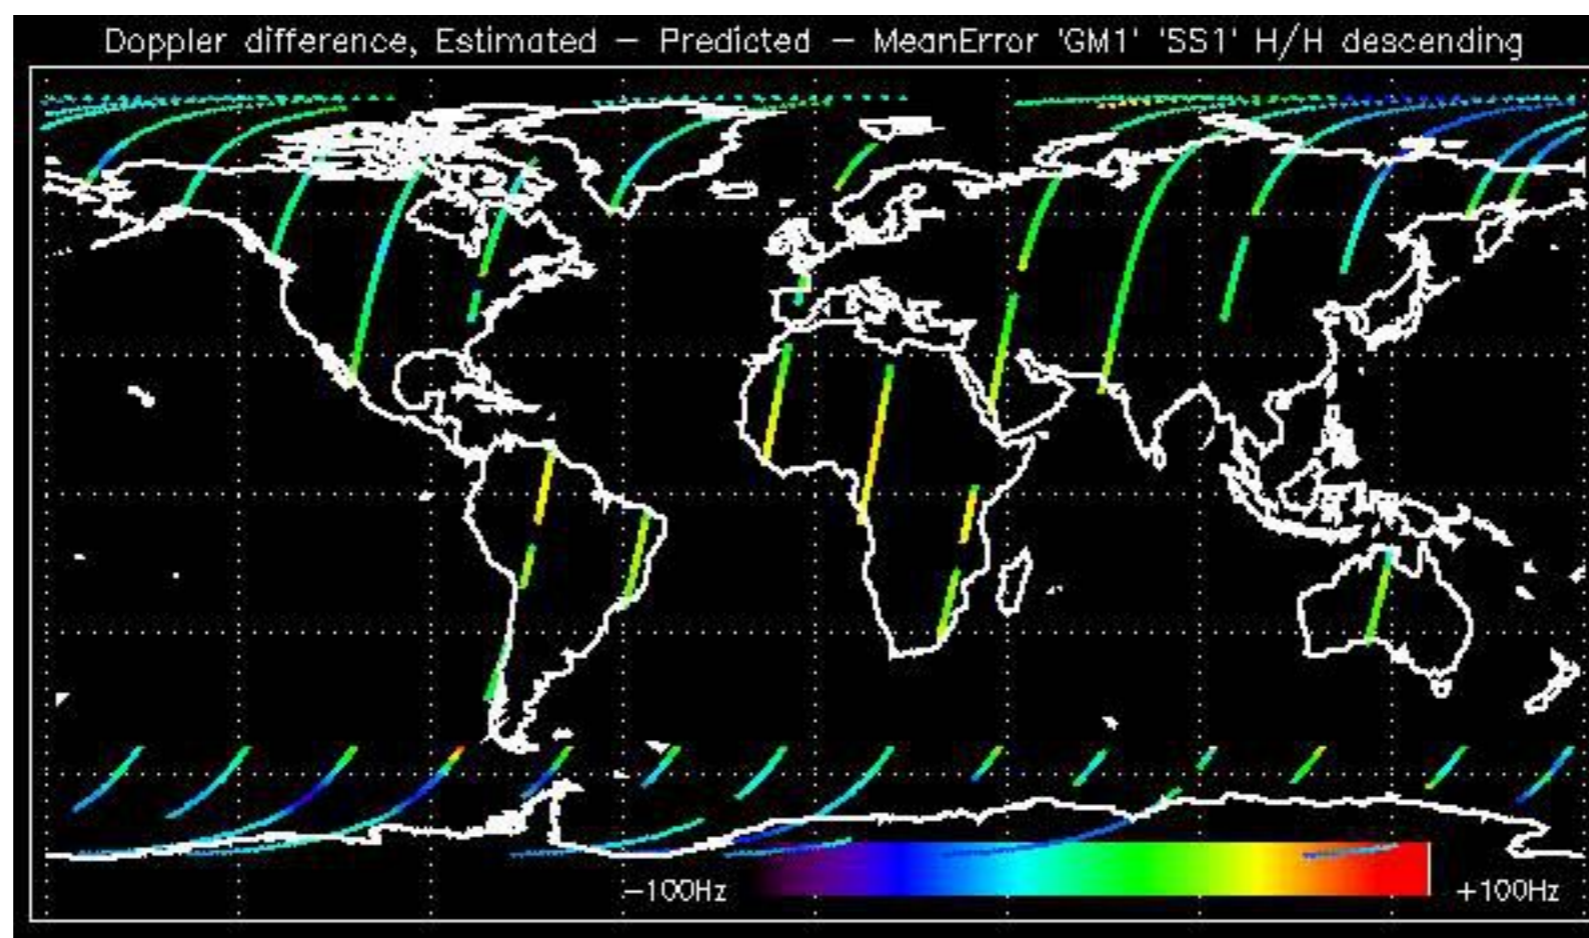 Doppler difference, Estimated – Predicted – MeanError 'GM1' 'SS1' H/H descending
–100Hz
+100Hz